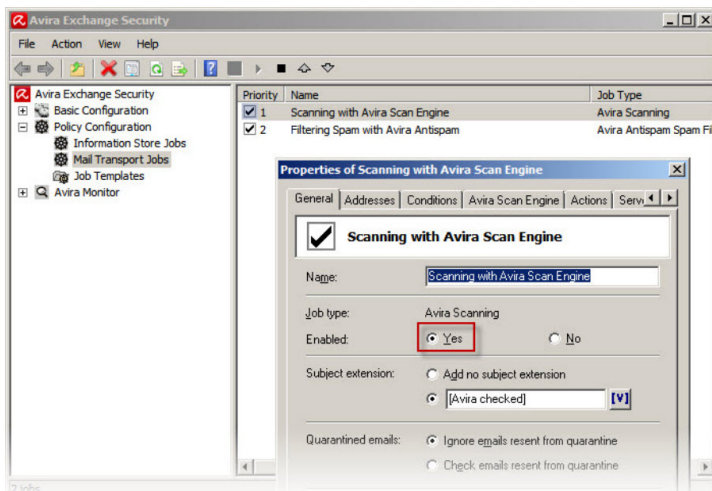 Avira Exchange Security
File Action View Help
Avira Exchange Security
Basic Configuration
Policy Configuration
Information Store Jobs
Mail Transport Jobs
Job Templates
Avira Monitor
Priority Name Job Type
1 Scanning with Avira Scan Engine Avira Scanning
2 Filtering Spam with Avira Antispam Avira Antispam Spam Fi
Properties of Scanning with Avira Scan Engine
General Addresses Conditions Avira Scan Engine Actions Serv
Scanning with Avira Scan Engine
Name: Scanning with Avira Scan Engine
Job type: Avira Scanning
Enabled: Yes No
Subject extension: Add no subject extension
[Avira checked] [V]
Quarantined emails: Ignore emails resent from quarantine
Check emails resent from quarantine
2 jobs